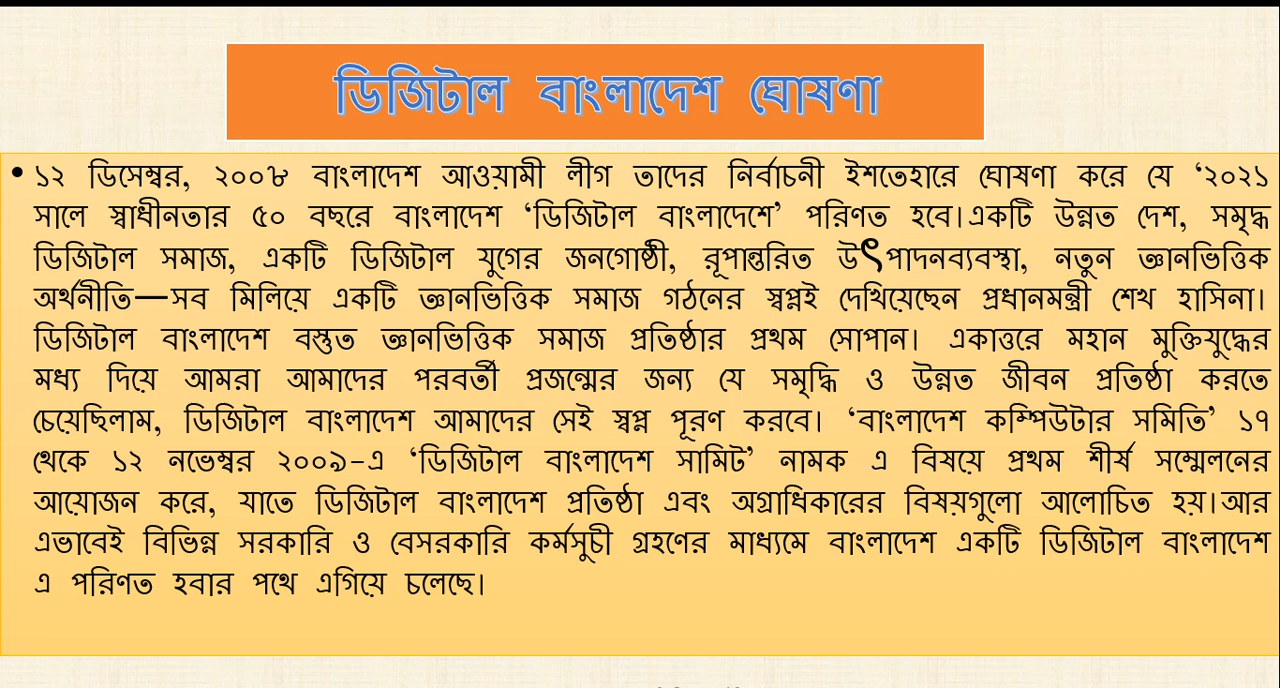 ডিজিটাল বাংলাদেশ ঘোষণা
• ১২ ডিসেম্বর, ২০০৮ বাংলাদেশ আওয়ামী লীগ তাদের নির্বাচনী ইশতেহারে ঘোষণা করে যে ‘২০২১
সালে স্বাধীনতার ৫০ বছরে বাংলাদেশ ‘ডিজিটাল বাংলাদেশে’ পরিণত হবে।একটি উন্নত দেশ, সমৃদ্ধ
ডিজিটাল সমাজ, একটি ডিজিটাল যুগের জনগোষ্ঠী, রূপান্তরিত উৎপাদনব্যবস্থা, নতুন জ্ঞানভিত্তিক
অর্থনীতি—সব মিলিয়ে একটি জ্ঞানভিত্তিক সমাজ গঠনের স্বপ্নই দেখিয়েছেন প্রধানমন্ত্রী শেখ হাসিনা।
ডিজিটাল বাংলাদেশ বস্তুত জ্ঞানভিত্তিক সমাজ প্রতিষ্ঠার প্রথম সোপান। একাত্তরে মহান মুক্তিযুদ্ধের
মধ্য দিয়ে আমরা আমাদের পরবর্তী প্রজন্মের জন্য যে সমৃদ্ধি ও উন্নত জীবন প্রতিষ্ঠা করতে
চেয়েছিলাম, ডিজিটাল বাংলাদেশ আমাদের সেই স্বপ্ন পূরণ করবে। ‘বাংলাদেশ কম্পিউটার সমিতি’ ১৭
থেকে ১২ নভেম্বর ২০০৯-এ ‘ডিজিটাল বাংলাদেশ সামিট’ নামক এ বিষয়ে প্রথম শীর্ষ সম্মেলনের
আয়োজন করে, যাতে ডিজিটাল বাংলাদেশ প্রতিষ্ঠা এবং অগ্রাধিকারের বিষয়গুলো আলোচিত হয়।আর
এভাবেই বিভিন্ন সরকারি ও বেসরকারি কর্মসুচী গ্রহণের মাধ্যমে বাংলাদেশ একটি ডিজিটাল বাংলাদেশ
এ পরিণত হবার পথে এগিয়ে চলেছে।